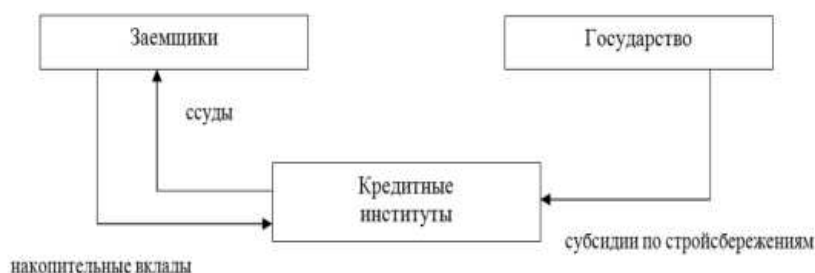 Заемщики
Государство
ссуды
Кредитные
институты
субсидии по стройсбережениям
накопительные вклады